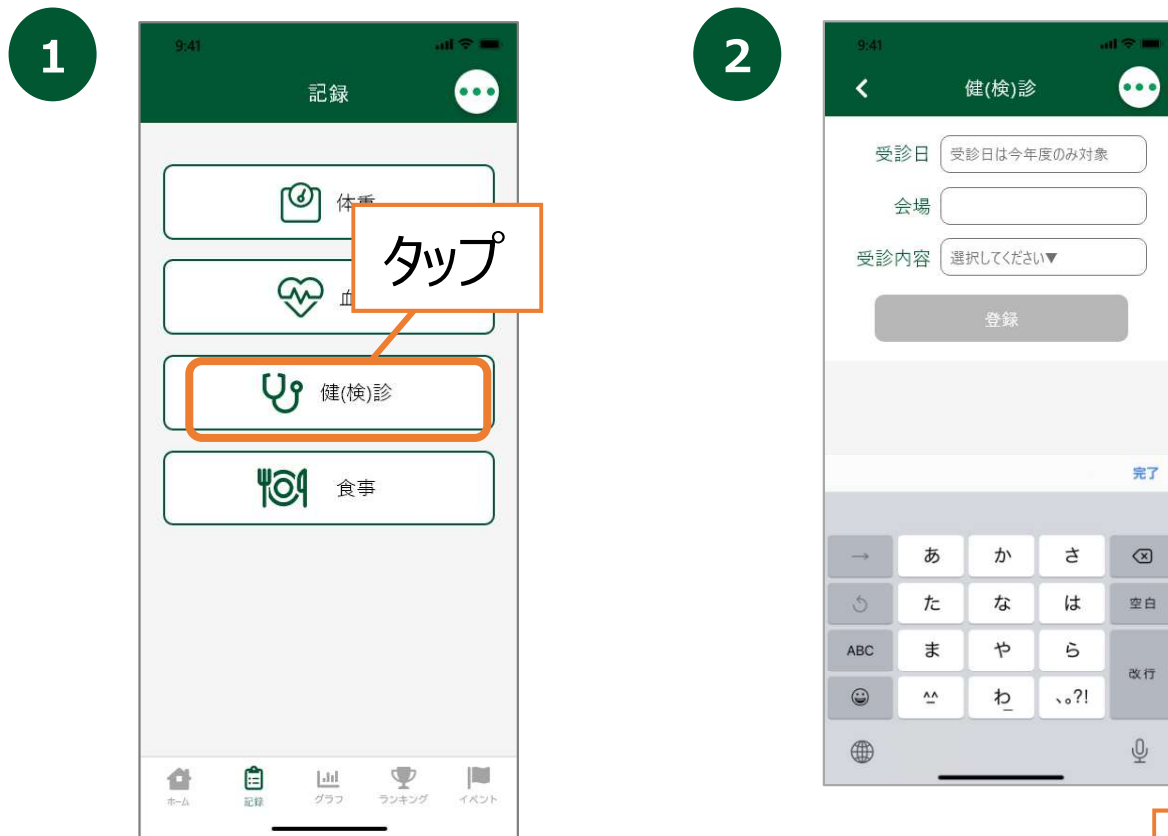 1
9:41
記録
体重
タップ
健(検)診
食事
ホーム
記録
グラフ
ランキング
イベント
2
9:41
健(検)診
受診日
受診日は今年度のみ対象
会場
受診内容
選択してください▼
登録
完了
→ あ か さ
た な は 空白
ABC ま や ら
改行
^^ わ 、。?!